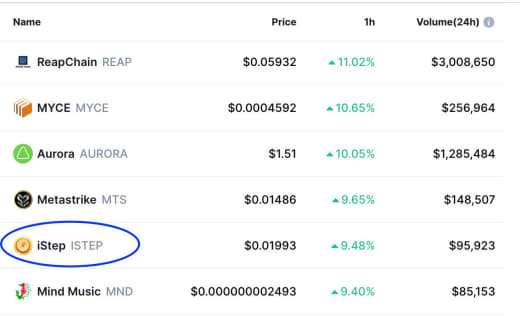 Name Price 1h Volume(24h)
ReapChain REAP $0.05932 11.02% $3,008,650
MYCE MYCE $0.0004592 10.65% $256,964
Aurora AURORA $1.51 10.05% $1,285,484
Metastrike MTS $0.01486 9.65% $148,507
iStep ISTEP $0.01993 9.48% $95,923
Mind Music MND $0.000000002493 9.40% $85,153